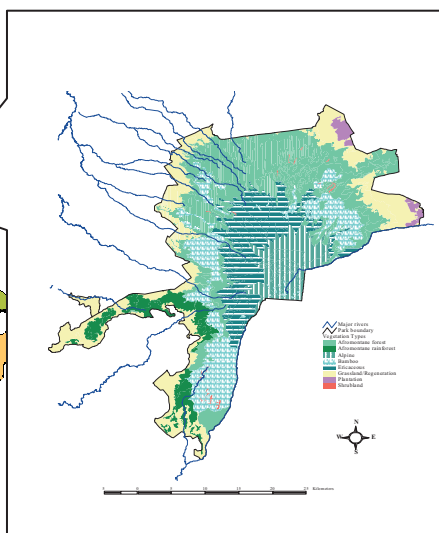 Major rivers
Park boundary
Vegetation Types
Afromontane forest
Afromontane rainforest
Alpine
Bamboo
Ericaceous
Grassland/Regeneration
Plantation
Shrubland
N
W E
S
5 0 5 10 15 20 25 Kilometers